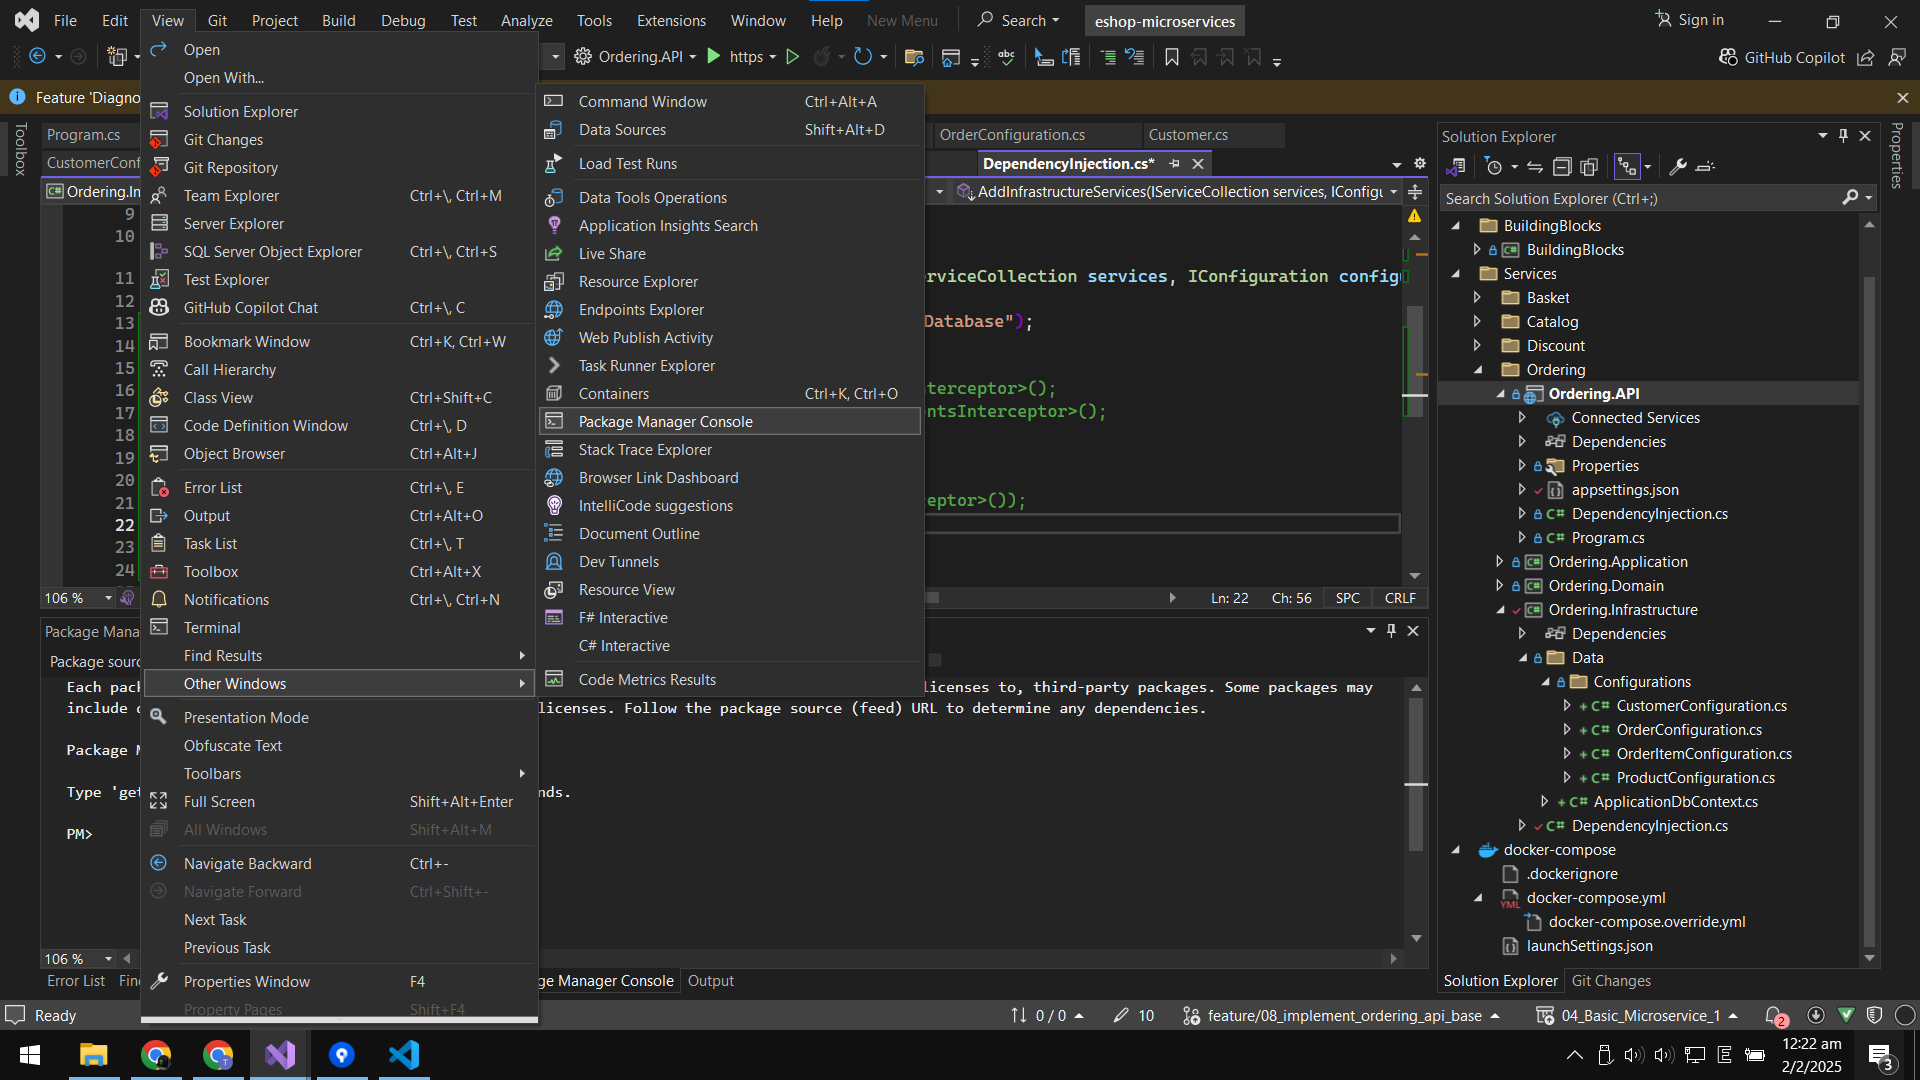 File Edit View Git Project Build Debug Test Analyze Tools Extensions Window Help New Menu Search eshop-microservices Sign in
Ordering.API https GitHub Copilot
Feature 'Diagno
Toolbox
Program.cs OrderConfiguration.cs Customer.cs
CustomerConf DependencyInjection.cs*
Ordering.In AddInfrastructureServices(IServiceCollection services, IConfigu
9
10
11 erviceCollection services, IConfiguration config
12
13 Database");
14
15
16 terceptor>();
17 ntsInterceptor>();
18
19
20
21 eptor>());
22
23
24
106 % Ln: 22 Ch: 56 SPC CRLF
Open
Open With...
Solution Explorer
Git Changes
Git Repository
Team Explorer Ctrl+\, Ctrl+M
Server Explorer
SQL Server Object Explorer Ctrl+\, Ctrl+S
Test Explorer
GitHub Copilot Chat Ctrl+\, C
Bookmark Window Ctrl+K, Ctrl+W
Call Hierarchy
Class View Ctrl+Shift+C
Code Definition Window Ctrl+\, D
Object Browser Ctrl+Alt+J
Error List Ctrl+\, E
Output Ctrl+Alt+O
Task List Ctrl+\, T
Toolbox Ctrl+Alt+X
Notifications Ctrl+\, Ctrl+N
Terminal
Find Results
Other Windows
Presentation Mode
Obfuscate Text
Toolbars
Full Screen Shift+Alt+Enter
All Windows Shift+Alt+M
Navigate Backward Ctrl+-
Navigate Forward Ctrl+Shift+-
Next Task
Previous Task
Properties Window F4
Property Pages Shift+F4
Command Window Ctrl+Alt+A
Data Sources Shift+Alt+D
Load Test Runs
Data Tools Operations
Application Insights Search
Live Share
Resource Explorer
Endpoints Explorer
Web Publish Activity
Task Runner Explorer
Containers Ctrl+K, Ctrl+O
Package Manager Console
Stack Trace Explorer
Browser Link Dashboard
IntelliCode suggestions
Document Outline
Dev Tunnels
Resource View
F# Interactive
C# Interactive
Code Metrics Results
Package Mana
Package sourc
Each pack licenses to, third-party packages. Some packages may
include licenses. Follow the package source (feed) URL to determine any dependencies.
Package M
Type 'get nds.
PM>
106 %
Error List Fin ge Manager Console Output
Solution Explorer
Search Solution Explorer (Ctrl+;)
BuildingBlocks
BuildingBlocks
Services
Basket
Catalog
Discount
Ordering
Ordering.API
Connected Services
Dependencies
Properties
appsettings.json
DependencyInjection.cs
Program.cs
Ordering.Application
Ordering.Domain
Ordering.Infrastructure
Dependencies
Data
Configurations
CustomerConfiguration.cs
OrderConfiguration.cs
OrderItemConfiguration.cs
ProductConfiguration.cs
ApplicationDbContext.cs
DependencyInjection.cs
docker-compose
.dockerignore
docker-compose.yml
docker-compose.override.yml
launchSettings.json
Solution Explorer Git Changes
Properties
Ready 0 / 0 10 feature/08_implement_ordering_api_base 04_Basic_Microservice_1 2
12:22 am
2/2/2025
3